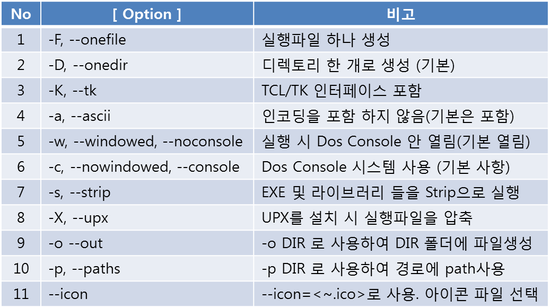 No [ Option ] 비고
1 -F, --onefile 실행파일 하나 생성
2 -D, --onedir 디렉토리 한 개로 생성 (기본)
3 -K, --tk TCL/TK 인터페이스 포함
4 -a, --ascii 인코딩을 포함 하지 않음(기본은 포함)
5 -w, --windowed, --noconsole 실행 시 Dos Console 안 열림(기본 열림)
6 -c, --nowindowed, --console Dos Console 시스템 사용 (기본 사항)
7 -s, --strip EXE 및 라이브러리 들을 Strip으로 실행
8 -X, --upx UPX를 설치 시 실행파일을 압축
9 -o --out -o DIR 로 사용하여 DIR 폴더에 파일생성
10 -p, --paths -p DIR 로 사용하여 경로에 path사용
11 --icon --icon=<~.ico>로 사용. 아이콘 파일 선택